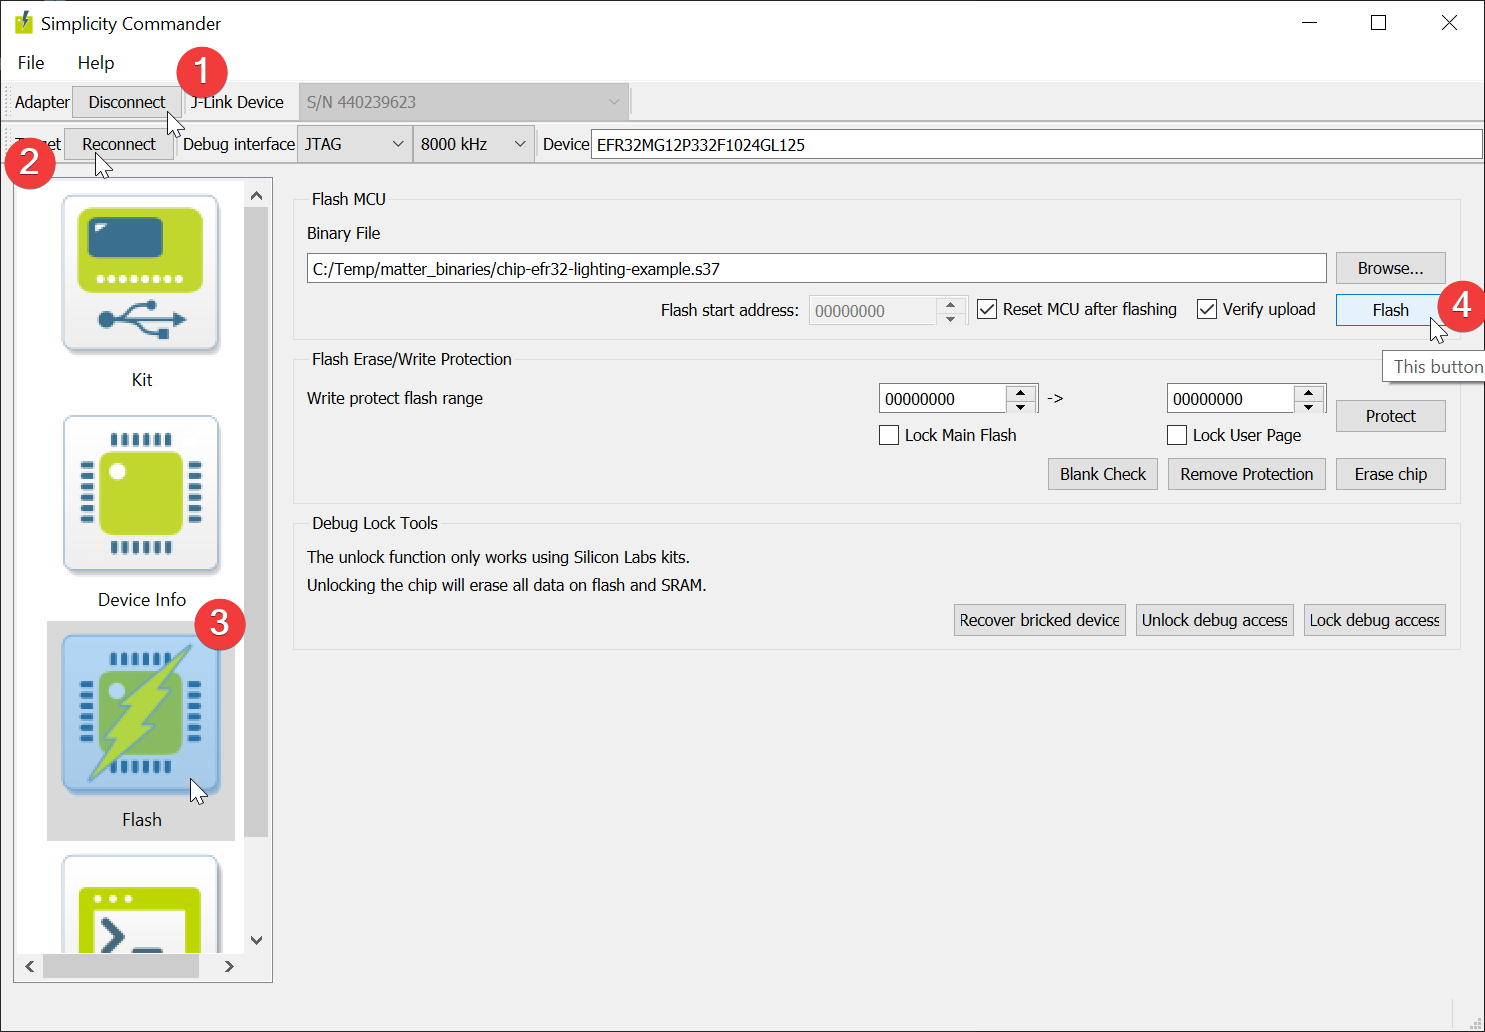 Simplicity Commander
File Help
1
Adapter Disconnect J-Link Device S/N 440239623
Reconnect Debug interface JTAG 8000 kHz Device EFR32MG12P332F1024GL125
2
Kit
Device Info
3
Flash
Flash MCU
Binary File
C:/Temp/matter_binaries/chip-efr32-lighting-example.s37 Browse...
Flash start address: 00000000 Reset MCU after flashing Verify upload Flash
4
This button
Flash Erase/Write Protection
Write protect flash range 00000000 -> 00000000
Protect
Lock Main Flash Lock User Page
Blank Check Remove Protection Erase chip
Debug Lock Tools
The unlock function only works using Silicon Labs kits.
Unlocking the chip will erase all data on flash and SRAM.
Recover bricked device Unlock debug access Lock debug access